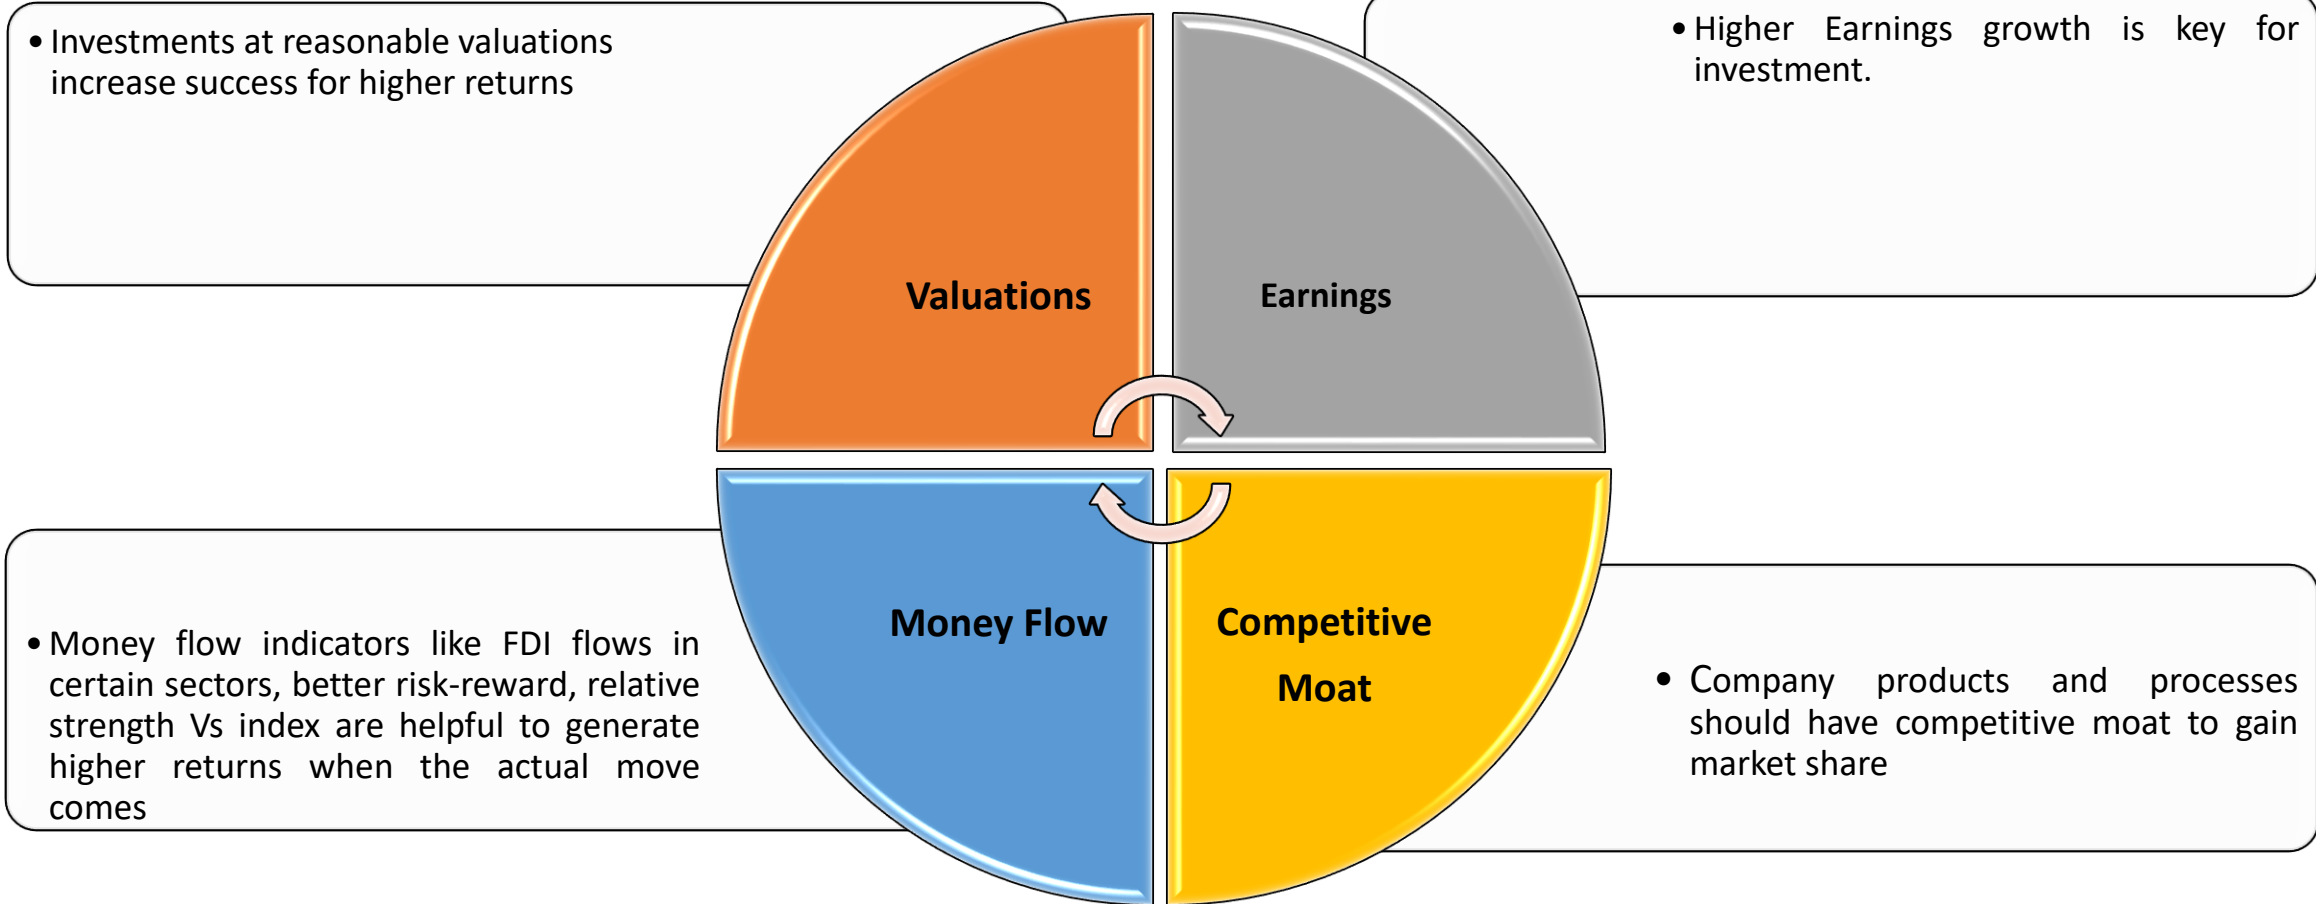 • Investments at reasonable valuations
increase success for higher returns
• Higher Earnings growth is key for
investment.
Valuations
Earnings
Money Flow
Competitive
Moat
• Money flow indicators like FDI flows in
certain sectors, better risk-reward, relative
strength Vs index are helpful to generate
higher returns when the actual move
comes
• Company products and processes
should have competitive moat to gain
market share